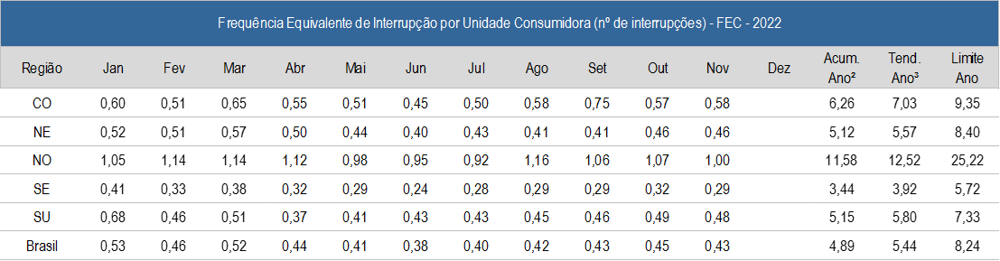 Frequência Equivalente de Interrupção por Unidade Consumidora (nº de interrupções) - FEC - 2022
Região Jan Fev Mar Abr Mai Jun Jul Ago Set Out Nov Dez Acum. Ano² Tend. Ano³ Limite Ano
CO 0,60 0,51 0,65 0,55 0,51 0,45 0,50 0,58 0,75 0,57 0,58 6,26 7,03 9,35
NE 0,52 0,51 0,57 0,50 0,44 0,40 0,43 0,41 0,41 0,46 0,46 5,12 5,57 8,40
NO 1,05 1,14 1,14 1,12 0,98 0,95 0,92 1,16 1,06 1,07 1,00 11,58 12,52 25,22
SE 0,41 0,33 0,38 0,32 0,29 0,24 0,28 0,29 0,29 0,32 0,29 3,44 3,92 5,72
SU 0,68 0,46 0,51 0,37 0,41 0,43 0,43 0,45 0,46 0,49 0,48 5,15 5,80 7,33
Brasil 0,53 0,46 0,52 0,44 0,41 0,38 0,40 0,42 0,43 0,45 0,43 4,89 5,44 8,24